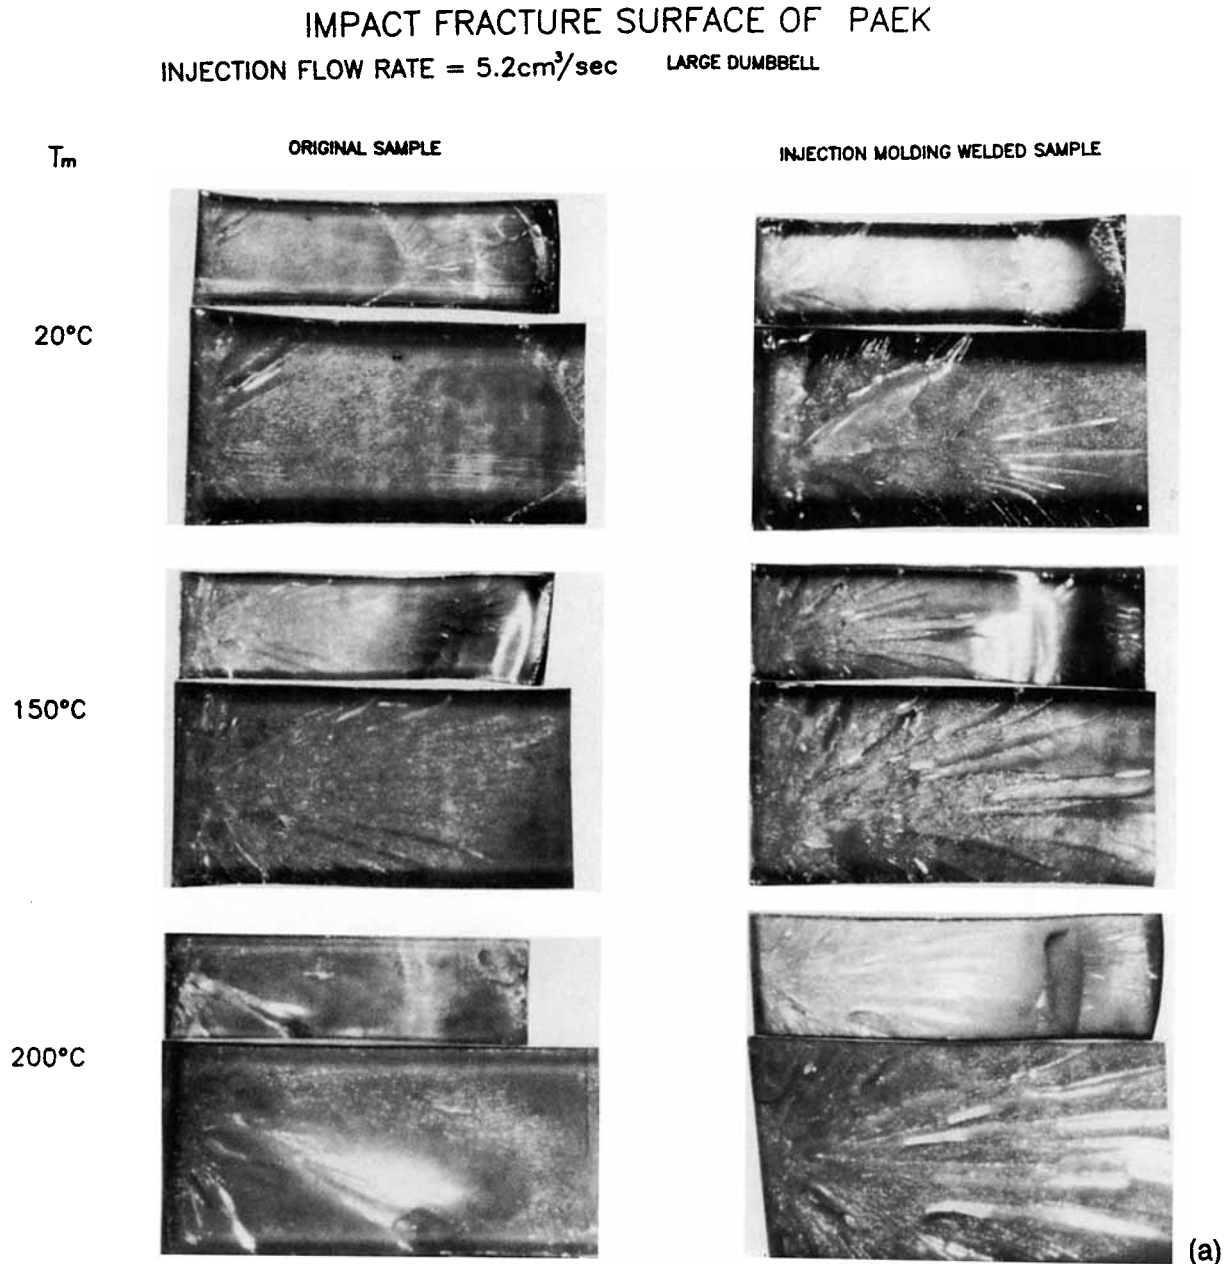 IMPACT FRACTURE SURFACE OF PAEK
INJECTION FLOW RATE = 5.2cm³/sec LARGE DUMBBELL
Tm ORIGINAL SAMPLE INJECTION MOLDING WELDED SAMPLE
20°C
150°C
200°C
(a)